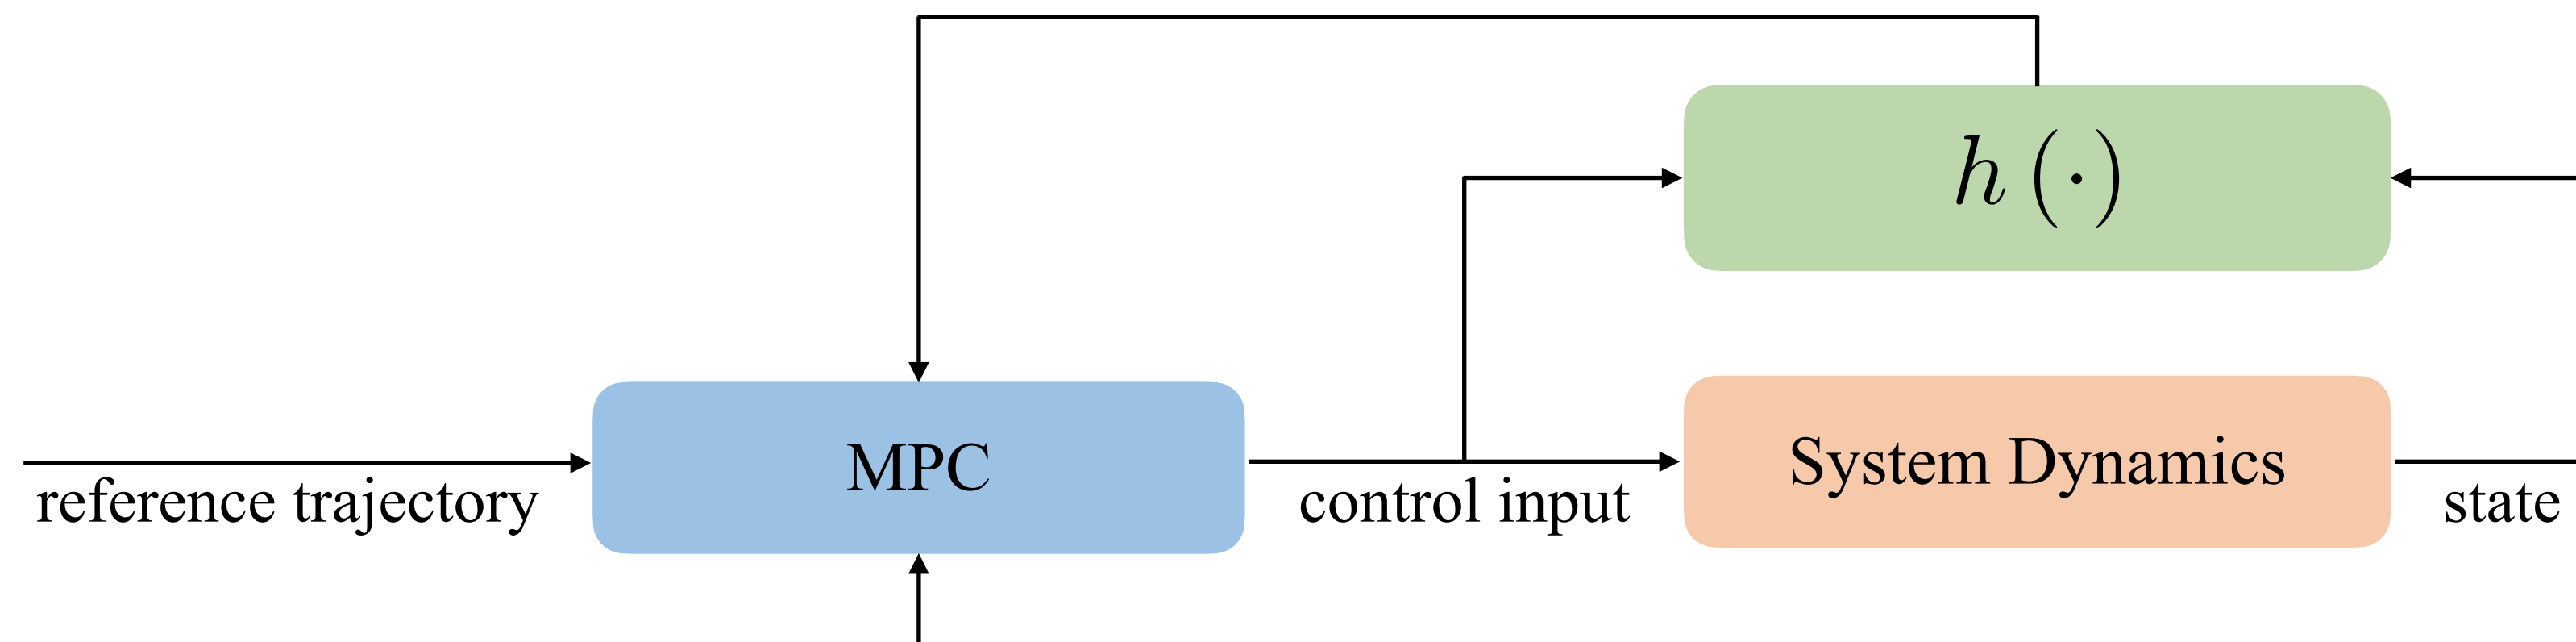 h (·)
MPC
System Dynamics
reference trajectory
control input
state